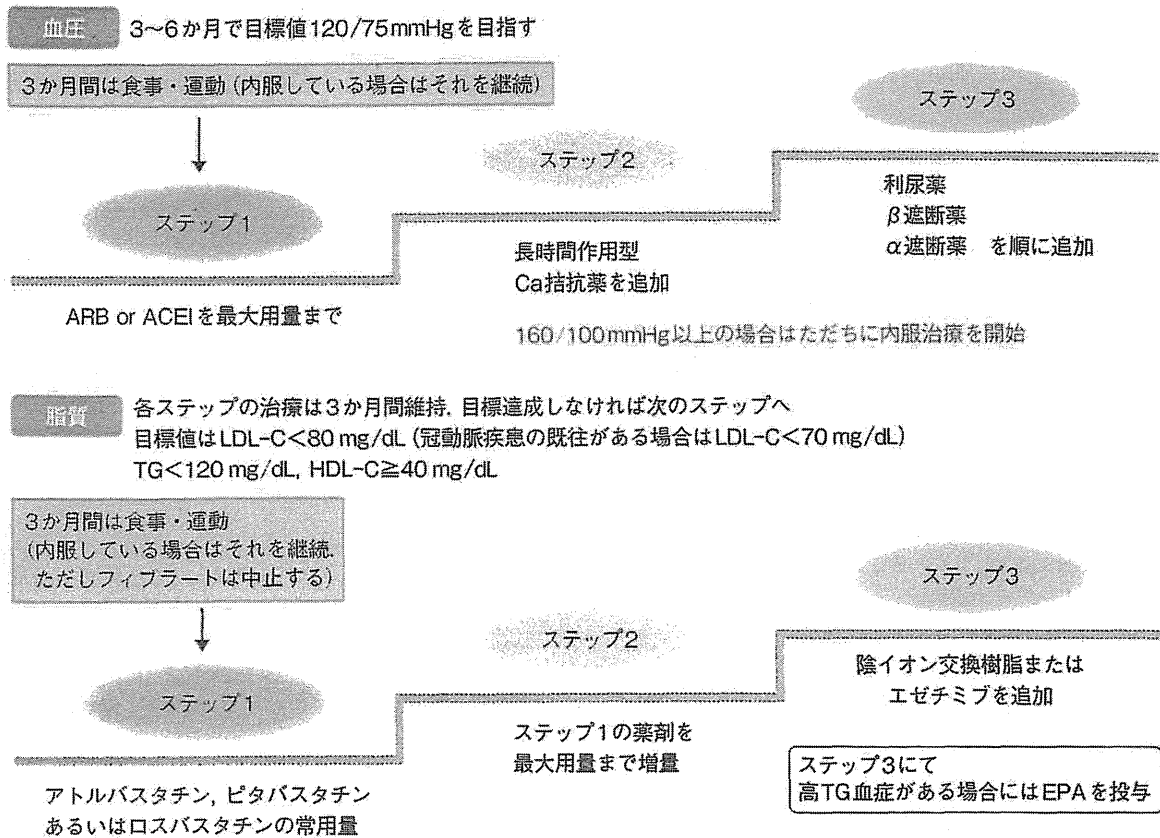 血圧 3〜6か月で目標値120/75mmHgを目指す
3か月間は食事・運動(内服している場合はそれを継続)
ステップ1
ARB or ACEIを最大用量まで
ステップ2
長時間作用型
Ca拮抗薬を追加
ステップ3
利尿薬
β遮断薬
α遮断薬 を順に追加
160/100mmHg以上の場合はただちに内服治療を開始
脂質 各ステップの治療は3か月間維持,目標達成しなければ次のステップへ
目標値はLDL-C<80 mg/dL(冠動脈疾患の既往がある場合はLDL-C<70 mg/dL)
TG<120 mg/dL, HDL-C≧40 mg/dL
3か月間は食事・運動
(内服している場合はそれを継続.
ただしフィブラートは中止する)
ステップ1
アトルバスタチン, ピタバスタチン
あるいはロスバスタチンの常用量
ステップ2
ステップ1の薬剤を
最大用量まで増量
ステップ3
陰イオン交換樹脂または
エゼチミブを追加
ステップ3にて
高TG血症がある場合にはEPAを投与